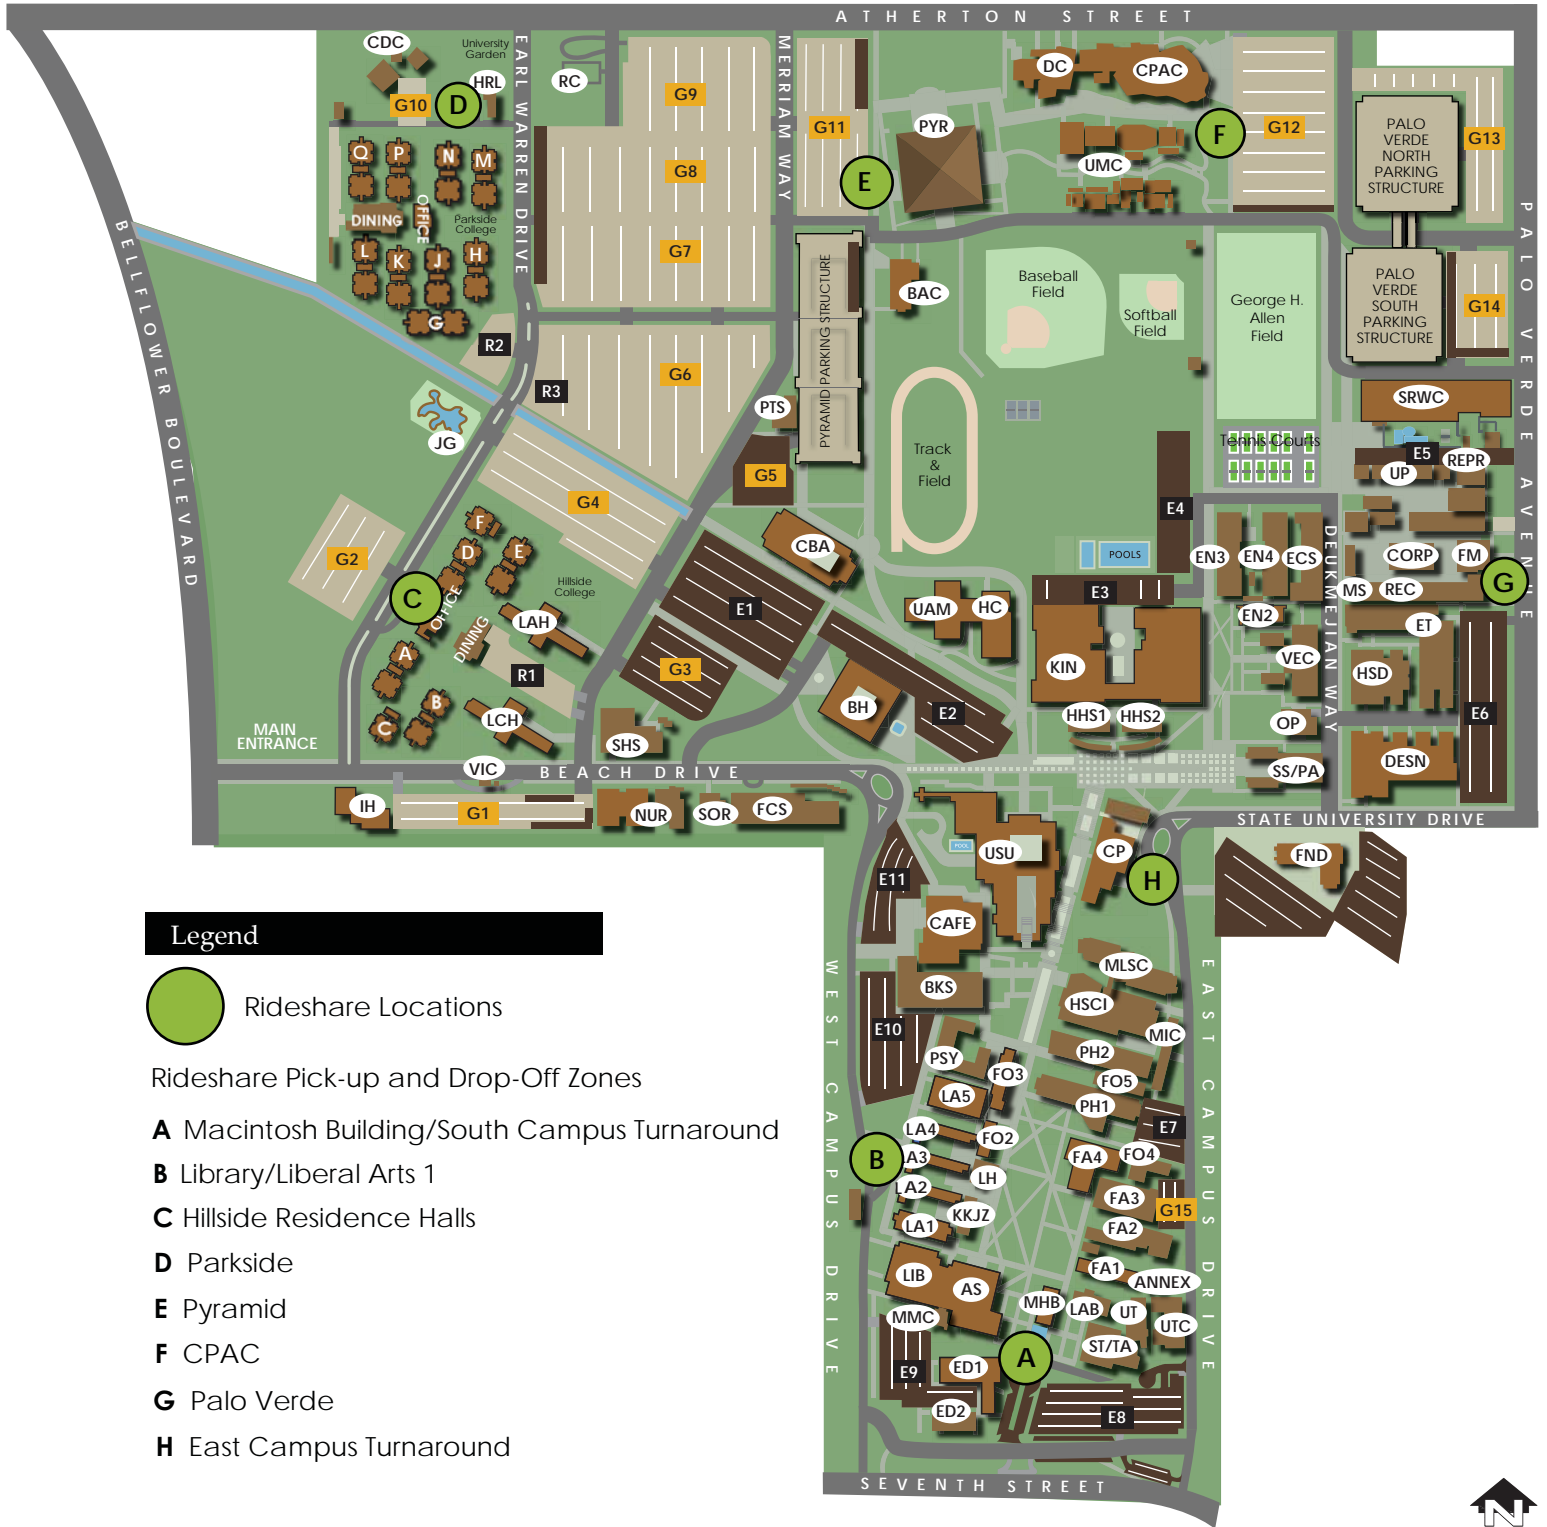 ATHERTON STREET
CDC
University
Garden
HRL
G10
D
EARL WARREN DRIVE
RC
G9
MERRIAM WAY
G11
PYR
DC
CPAC
F
G12
UMC
PALO
VERDE
NORTH
PARKING
STRUCTURE
G13
Q
P
N
M
G8
E
DINING
OFFICE
Parkside
College
L
K
J
H
G
G7
BELLFLOWER BOULEVARD
PYRAMID PARKING STRUCTURE
BAC
Baseball
Field
Softball
Field
George H.
Allen
Field
PALO
VERDE
SOUTH
PARKING
STRUCTURE
G14
PALO VERDE AVENUE
R2
R3
G6
JG
PTS
SRWC
Track
&
Field
Tennis Courts
E5
REPR
UP
G5
G4
G2
F
D
E
C
OFFICE
DINING
Hillside
College
LAH
CBA
E4
POOLS
EN3
EN4
ECS
DEUKMEJIAN WAY
CORP
FM
MS
REC
G
E1
UAM
HC
E3
EN2
ET
A
B
C
R1
G3
KIN
VEC
HSD
LCH
BH
E2
HHS1
HHS2
OP
E6
MAIN
ENTRANCE
SHS
VIC
BEACH DRIVE
SS/PA
DESN
IH
G1
NUR
SOR
FCS
STATE UNIVERSITY DRIVE
POOL
USU
CP
H
FND
E11
CAFE
WEST CAMPUS DRIVE
EAST CAMPUS DRIVE
MLSC
BKS
HSCI
E10
MIC
PSY
PH2
FO3
FO5
LA5
PH1
LA4
FO2
E7
B
LA3
FA4
FO4
LH
LA2
FA3
KKJZ
G15
LA1
FA2
LIB
FA1
ANNEX
AS
MHB
LAB
UT
MMC
UTC
ST/TA
A
ED1
E9
ED2
E8
SEVENTH STREET
N
Legend
Rideshare Locations
Rideshare Pick-up and Drop-Off Zones
A Macintosh Building/South Campus Turnaround
B Library/Liberal Arts 1
C Hillside Residence Halls
D Parkside
E Pyramid
F CPAC
G Palo Verde
H East Campus Turnaround